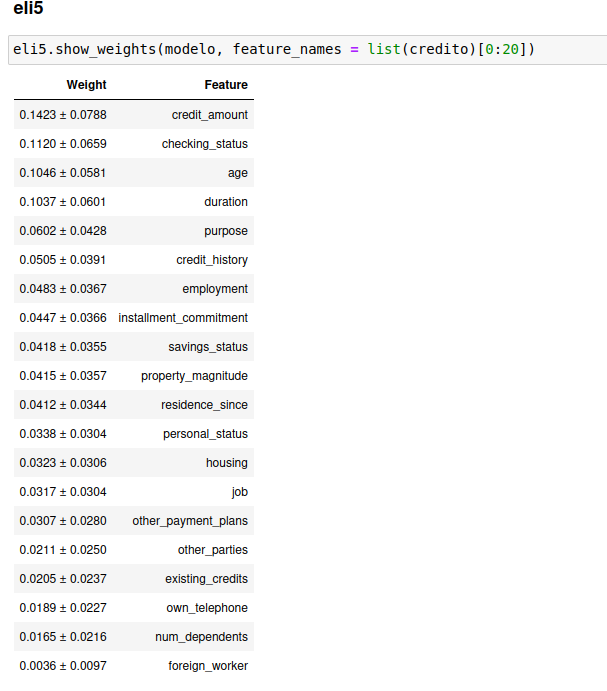 eli5
eli5.show_weights(modelo, feature_names = list(credito)[0:20])
Weight Feature
0.1423 ± 0.0788 credit_amount
0.1120 ± 0.0659 checking_status
0.1046 ± 0.0581 age
0.1037 ± 0.0601 duration
0.0602 ± 0.0428 purpose
0.0505 ± 0.0391 credit_history
0.0483 ± 0.0367 employment
0.0447 ± 0.0366 installment_commitment
0.0418 ± 0.0355 savings_status
0.0415 ± 0.0357 property_magnitude
0.0412 ± 0.0344 residence_since
0.0338 ± 0.0304 personal_status
0.0323 ± 0.0306 housing
0.0317 ± 0.0304 job
0.0307 ± 0.0280 other_payment_plans
0.0211 ± 0.0250 other_parties
0.0205 ± 0.0237 existing_credits
0.0189 ± 0.0227 own_telephone
0.0165 ± 0.0216 num_dependents
0.0036 ± 0.0097 foreign_worker